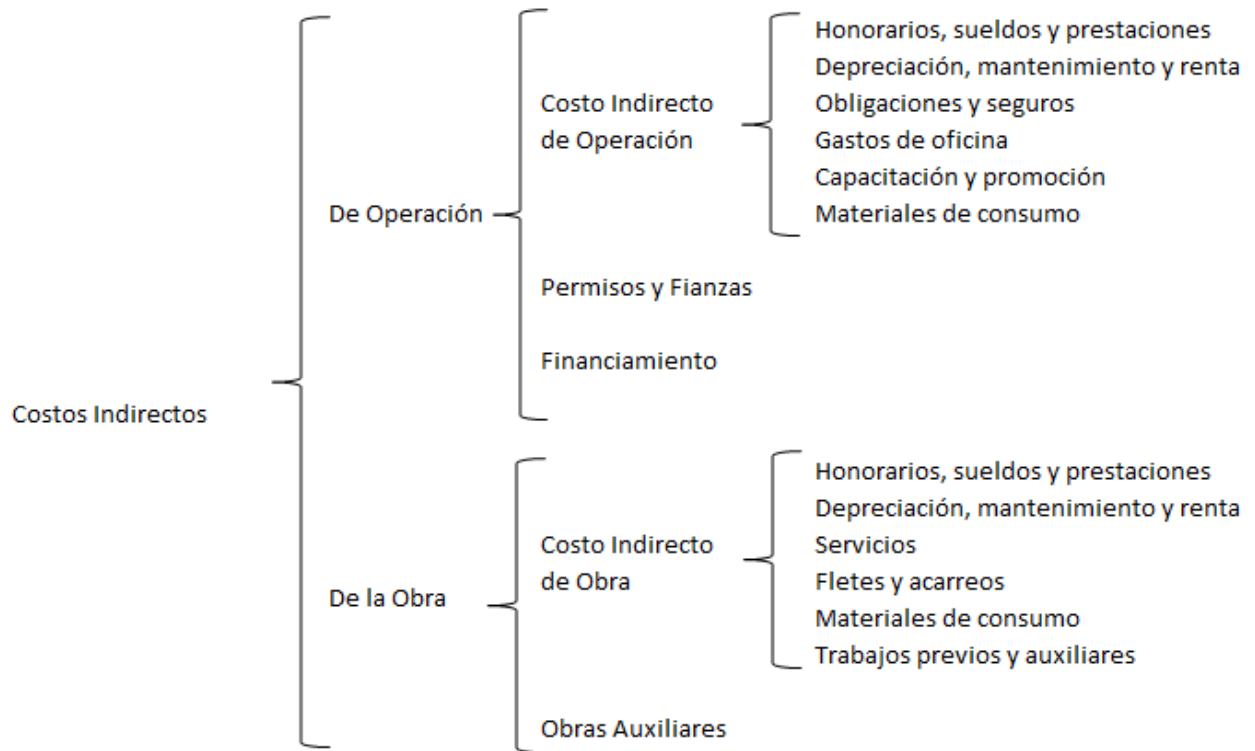 Costos Indirectos
De Operación
Costo Indirecto
de Operación
Honorarios, sueldos y prestaciones
Depreciación, mantenimiento y renta
Obligaciones y seguros
Gastos de oficina
Capacitación y promoción
Materiales de consumo
Permisos y Fianzas
Financiamiento
De la Obra
Costo Indirecto
de Obra
Honorarios, sueldos y prestaciones
Depreciación, mantenimiento y renta
Servicios
Fletes y acarreos
Materiales de consumo
Trabajos previos y auxiliares
Obras Auxiliares